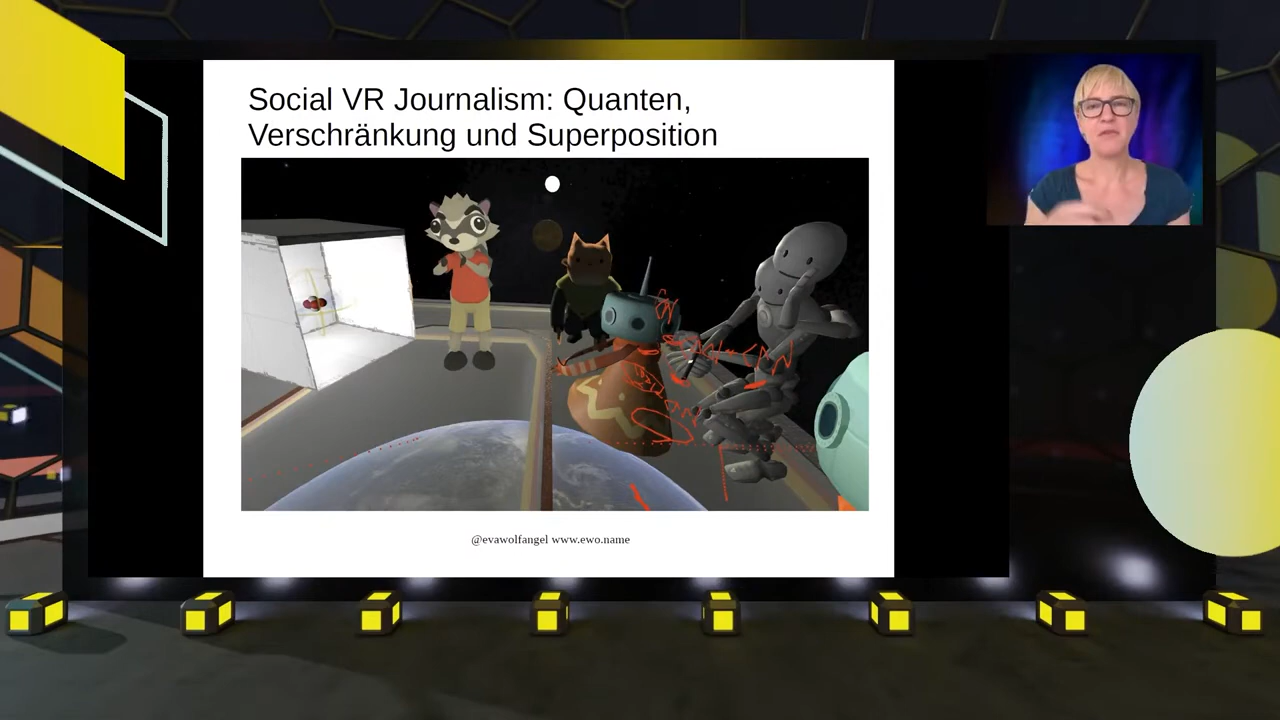 Social VR Journalism: Quanten,
Verschränkung und Superposition
@evawolfangel www.ewo.name